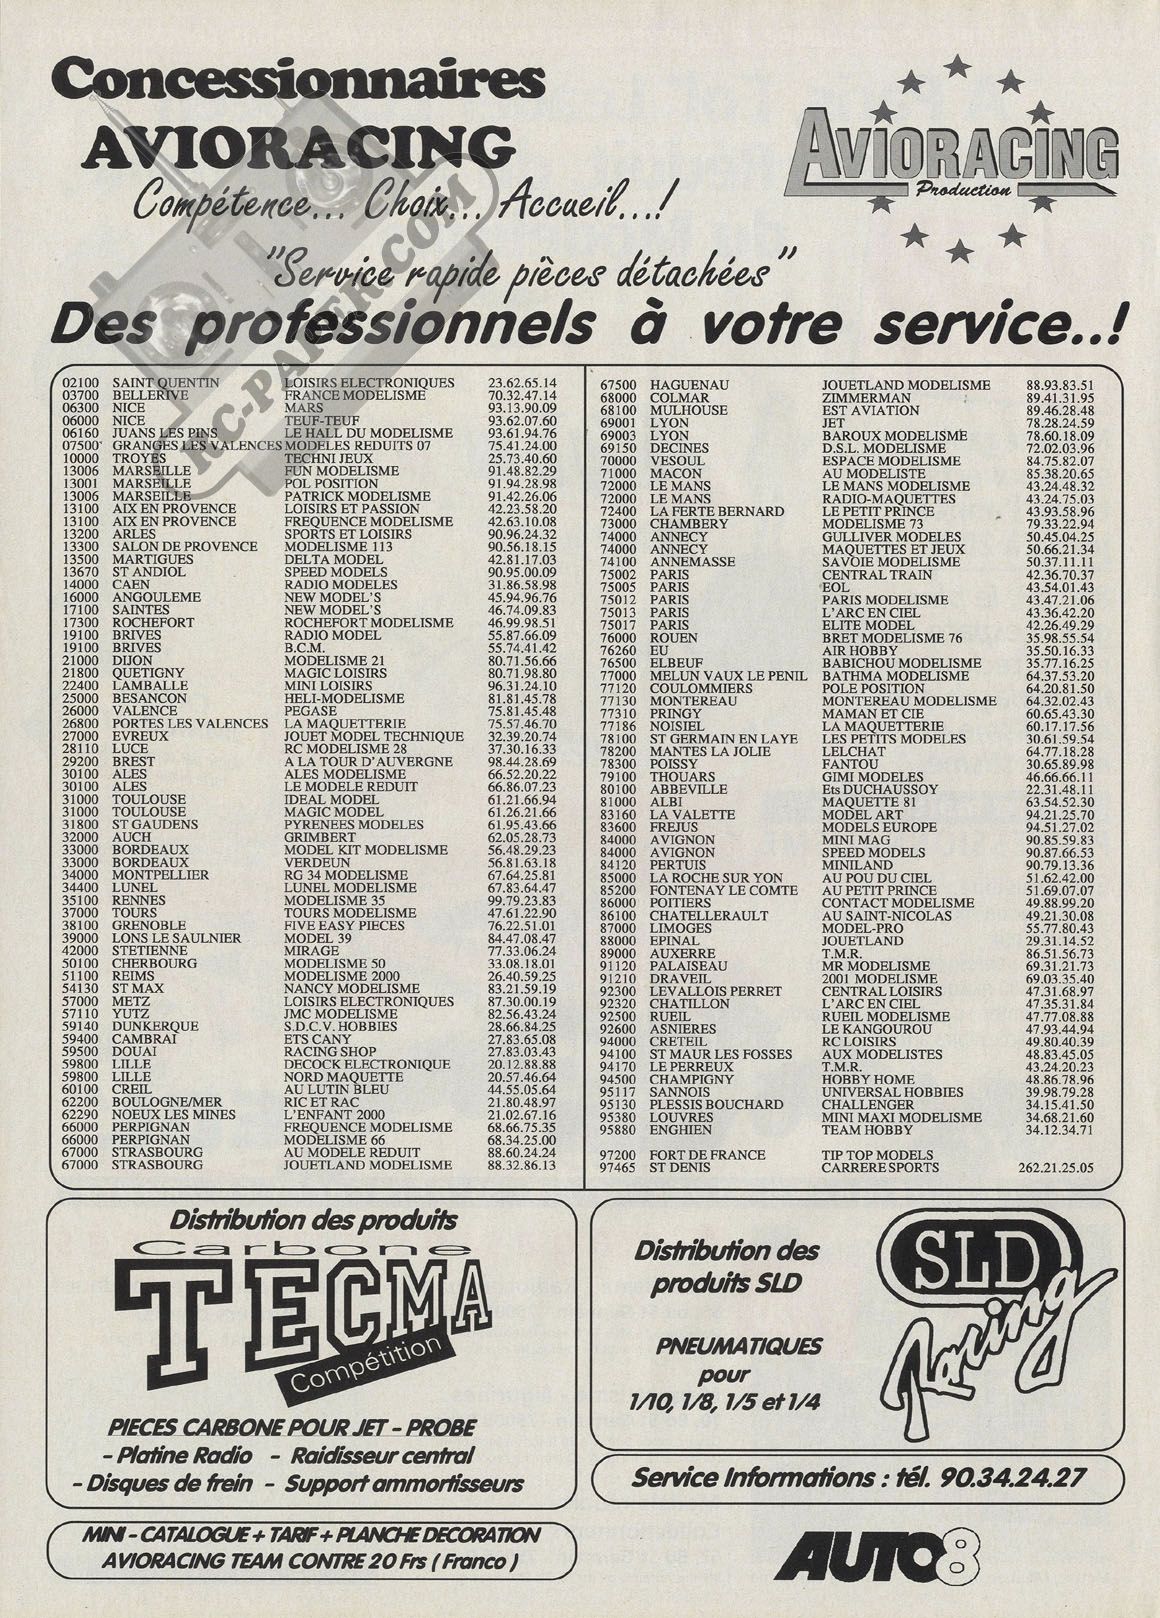 Concessionnaires
AVIORACING
Compétence... Choix... Accueil...!
"Service rapide pièces détachées"
AVIORACING
Production
RC-PAPER.COM
Des professionnels à votre service..!
02100 SAINT QUENTIN LOISIRS ELECTRONIQUES 23.62.65.14
03700 BELLERIVE FRANCE MODELISME 70.32.47.14
06300 NICE MARS 93.13.90.09
06000 NICE TEUF-TEUF 93.62.07.60
06160 JUANS LES PINS LE HALL DU MODELISME 93.61.94.76
07500 GRANGES LES VALENCES MODELES REDUITS 07 75.41.24.00
10000 TROYES TECHNI JEUX 25.73.40.60
13006 MARSEILLE FUN MODELISME 91.48.82.29
13001 MARSEILLE POL POSITION 91.94.28.98
13006 MARSEILLE PATRICK MODELISME 91.42.26.06
13100 AIX EN PROVENCE LOISIRS ET PASSION 42.23.58.20
13100 AIX EN PROVENCE FREQUENCE MODELISME 42.63.10.08
13200 ARLES SPORTS ET LOISIRS 90.96.24.32
13300 SALON DE PROVENCE MODELISME 113 90.56.18.15
13500 MARTIGUES DELTA MODEL 42.81.17.03
13670 ST ANDIOL SPEED MODELS 90.95.00.09
14000 CAEN RADIO MODELES 31.86.58.98
16000 ANGOULEME NEW MODEL'S 45.94.96.76
17100 SAINTES NEW MODEL'S 46.74.09.83
17300 ROCHEFORT ROCHEFORT MODELISME 46.99.98.51
19100 BRIVES RADIO MODEL 55.87.66.09
19100 BRIVES B.C.M. 55.74.41.42
21000 DIJON MODELISME 21 80.71.56.66
21800 QUETIGNY MAGIC LOISIRS 80.71.98.80
22400 LAMBALLE MINI LOISIRS 96.31.24.10
25000 BESANCON HELI-MODELISME 81.81.45.78
26000 VALENCE PEGASE 75.81.45.48
26800 PORTES LES VALENCES LA MAQUETTERIE 75.57.46.70
27000 EVREUX JOUET MODEL TECHNIQUE 32.39.20.74
28110 LUCE RC MODELISME 28 37.30.16.33
29200 BREST A LA TOUR D'AUVERGNE 98.44.28.69
30100 ALES ALES MODELISME 66.52.20.22
30100 ALES LE MODELE REDUIT 66.86.07.23
31000 TOULOUSE IDEAL MODEL 61.21.66.94
31000 TOULOUSE MAGIC MODEL 61.26.21.66
31800 ST GAUDENS PYRENEES MODELES 61.95.43.66
32000 AUCH GRIMBERT 62.05.28.73
33000 BORDEAUX MODEL KIT MODELISME 56.48.29.23
33000 BORDEAUX VERDEUN 56.81.63.18
34000 MONTPELLIER RG 34 MODELISME 67.64.25.81
34400 LUNEL LUNEL MODELISME 67.83.64.47
35100 RENNES MODELISME 35 99.79.23.83
37000 TOURS TOURS MODELISME 47.61.22.90
38100 GRENOBLE FIVE EASY PIECES 76.22.51.01
39000 LONS LE SAULNIER MODEL 39 84.47.08.47
42000 STETIENNE MIRAGE 77.33.06.24
50100 CHERBOURG MODELISME 50 33.08.18.01
51100 REIMS MODELISME 2000 26.40.59.25
54130 ST MAX NANCY MODELISME 83.21.59.19
57000 METZ LOISIRS ELECTRONIQUES 87.30.00.19
57110 YUTZ JMC MODELISME 82.56.43.24
59140 DUNKERQUE S.D.C.V. HOBBIES 28.66.84.25
59400 CAMBRAI ETS CANY 27.83.65.08
59500 DOUAI RACING SHOP 27.83.03.43
59800 LILLE DECOCK ELECTRONIQUE 20.12.88.88
59800 LILLE NORD MAQUETTE 20.57.46.64
60100 CREIL AU LUTIN BLEU 44.55.05.64
62200 BOULOGNE/MER RIC ET RAC 21.80.48.97
62290 NOEUX LES MINES L'ENFANT 2000 21.02.67.16
66000 PERPIGNAN FREQUENCE MODELISME 68.66.75.35
66000 PERPIGNAN MODELISME 66 68.34.25.00
67000 STRASBOURG AU MODELE REDUIT 88.60.24.24
67000 STRASBOURG JOUETLAND MODELISME 88.32.86.13
67500 HAGUENAU JOUETLAND MODELISME 88.93.83.51
68000 COLMAR ZIMMERMAN 89.41.31.95
68100 MULHOUSE EST AVIATION 89.46.28.48
69001 LYON JET 78.28.24.59
69003 LYON BAROUX MODELISME 78.60.18.09
69150 DECINES D.S.L. MODELISME 72.02.03.96
70000 VESOUL ESPACE MODELISME 84.75.82.07
71000 MACON AU MODELISTE 85.38.20.65
72000 LE MANS LE MANS MODELISME 43.24.48.32
72000 LE MANS RADIO-MAQUETTES 43.24.75.03
72400 LA FERTE BERNARD LE PETIT PRINCE 43.93.58.96
73000 CHAMBERY MODELISME 73 79.33.22.94
74000 ANNECY GULLIVER MODELES 50.45.04.25
74000 ANNECY MAQUETTES ET JEUX 50.66.21.34
74100 ANNEMASSE SAVOIE MODELISME 50.37.11.11
75002 PARIS CENTRAL TRAIN 42.36.70.37
75005 PARIS EOL 43.54.01.43
75012 PARIS PARIS MODELISME 43.47.21.06
75013 PARIS L'ARC EN CIEL 43.36.42.20
75017 PARIS ELITE MODEL 42.26.49.29
76000 ROUEN BRET MODELISME 76 35.98.55.54
76260 EU AIR HOBBY 35.50.16.33
76500 ELBEUF BABICHOU MODELISME 35.77.16.25
77000 MELUN VAUX LE PENIL BATHMA MODELISME 64.37.53.20
77120 COULOMMIERS POLE POSITION 64.20.81.50
77130 MONTEREAU MONTEREAU MODELISME 64.32.02.43
77310 PRINGY MAMAN ET CIE 60.65.43.30
77186 NOISIEL LA MAQUETTERIE 60.17.17.56
78100 ST GERMAIN EN LAYE LES PETITS MODELES 30.61.59.54
78200 MANTES LA JOLIE LELCHAT 64.77.18.28
78300 POISSY FANTOU 30.65.89.98
79100 THOUARS GIMI MODELES 46.66.66.11
80100 ABBEVILLE Ets DUCHAUSSOY 22.31.48.11
81000 ALBI MAQUETTE 81 63.54.52.30
83160 LA VALETTE MODEL ART 94.21.25.70
83600 FREJUS MODELS EUROPE 94.51.27.02
84000 AVIGNON MINI MAG 90.85.59.83
84000 AVIGNON SPEED MODELS 90.87.66.53
84120 PERTUIS MINILAND 90.79.13.36
85000 LA ROCHE SUR YON AU POU DU CIEL 51.62.42.00
85200 FONTENAY LE COMTE AU PETIT PRINCE 51.69.07.07
86000 POITIERS CONTACT MODELISME 49.88.99.20
86100 CHATELLERAULT AU SAINT-NICOLAS 49.21.30.08
87000 LIMOGES MODEL-PRO 55.77.80.43
88000 EPINAL JOUETLAND 29.31.14.52
89000 AUXERRE T.M.R. 86.51.56.73
91120 PALAISEAU MR MODELISME 69.31.21.73
91210 DRAVEIL 2001 MODELISME 69.03.35.40
92300 LEVALLOIS PERRET CENTRAL LOISIRS 47.31.68.97
92320 CHATILLON L'ARC EN CIEL 47.35.31.84
92500 RUEIL RUEIL MODELISME 47.77.08.88
92600 ASNIERES LE KANGOUROU 47.93.44.94
94000 CRETEIL RC LOISIRS 49.80.40.39
94100 ST MAUR LES FOSSES AUX MODELISTES 48.83.45.05
94170 LE PERREUX T.M.R. 43.24.20.23
94500 CHAMPIGNY HOBBY HOME 48.86.78.96
95117 SANNOIS UNIVERSAL HOBBIES 39.98.79.28
95130 PLESSIS BOUCHARD CHALLENGER 34.15.41.50
95380 LOUVRES MINI MAXI MODELISME 34.68.21.60
95880 ENGHIEN TEAM HOBBY 34.12.34.71
97200 FORT DE FRANCE TIP TOP MODELS
97465 ST DENIS CARRERE SPORTS 262.21.25.05
Distribution des produits
Carbone
TECMA
Compétition
PIECES CARBONE POUR JET - PROBE
- Platine Radio - Raidisseur central
- Disques de frein - Support ammortisseurs
MINI - CATALOGUE + TARIF + PLANCHE DECORATION
AVIORACING TEAM CONTRE 20 Frs ( Franco )
Distribution des
produits SLD
PNEUMATIQUES
pour
1/10, 1/8, 1/5 et 1/4
SLD
Racing
Service Informations : tél. 90.34.24.27
AUTO8